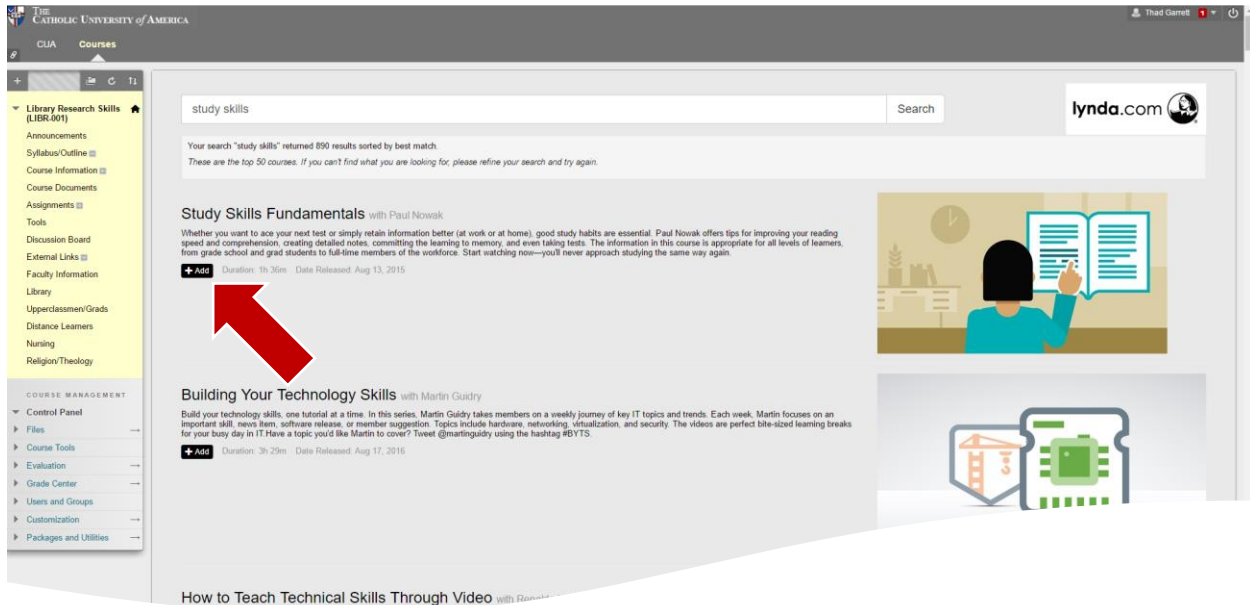 THE
CATHOLIC UNIVERSITY of AMERICA
Thad Garrett 1
CUA Courses
Library Research Skills
(LIBR-001)
Announcements
Syllabus/Outline
Course Information
Course Documents
Assignments
Tools
Discussion Board
External Links
Faculty Information
Library
Upperclassmen/Grads
Distance Learners
Nursing
Religion/Theology
COURSE MANAGEMENT
Control Panel
Files
Course Tools
Evaluation
Grade Center
Users and Groups
Customization
Packages and Utilities
study skills Search
lynda.com
Your search "study skills" returned 890 results sorted by best match.
These are the top 50 courses. If you can't find what you are looking for, please refine your search and try again.
Study Skills Fundamentals with Paul Nowak
Whether you want to ace your next test or simply retain information better (at work or at home), good study habits are essential. Paul Nowak offers tips for improving your reading
speed and comprehension, creating detailed notes, committing the learning to memory, and even taking tests. The information in this course is appropriate for all levels of learners,
from grade school and grad students to full-time members of the workforce. Start watching now—you'll never approach studying the same way again.
+ Add Duration: 1h 36m Date Released: Aug 13, 2015
Building Your Technology Skills with Martin Guidry
Build your technology skills, one tutorial at a time. In this series, Martin Guidry takes members on a weekly journey of key IT topics and trends. Each week, Martin focuses on an
important skill, news item, software release, or member suggestion. Topics include hardware, networking, virtualization, and security. The videos are perfect bite-sized learning breaks
for your busy day in IT.Have a topic you'd like Martin to cover? Tweet @martinguidry using the hashtag #BYTS.
+ Add Duration: 3h 29m Date Released: Aug 17, 2016
How to Teach Technical Skills Through Video with